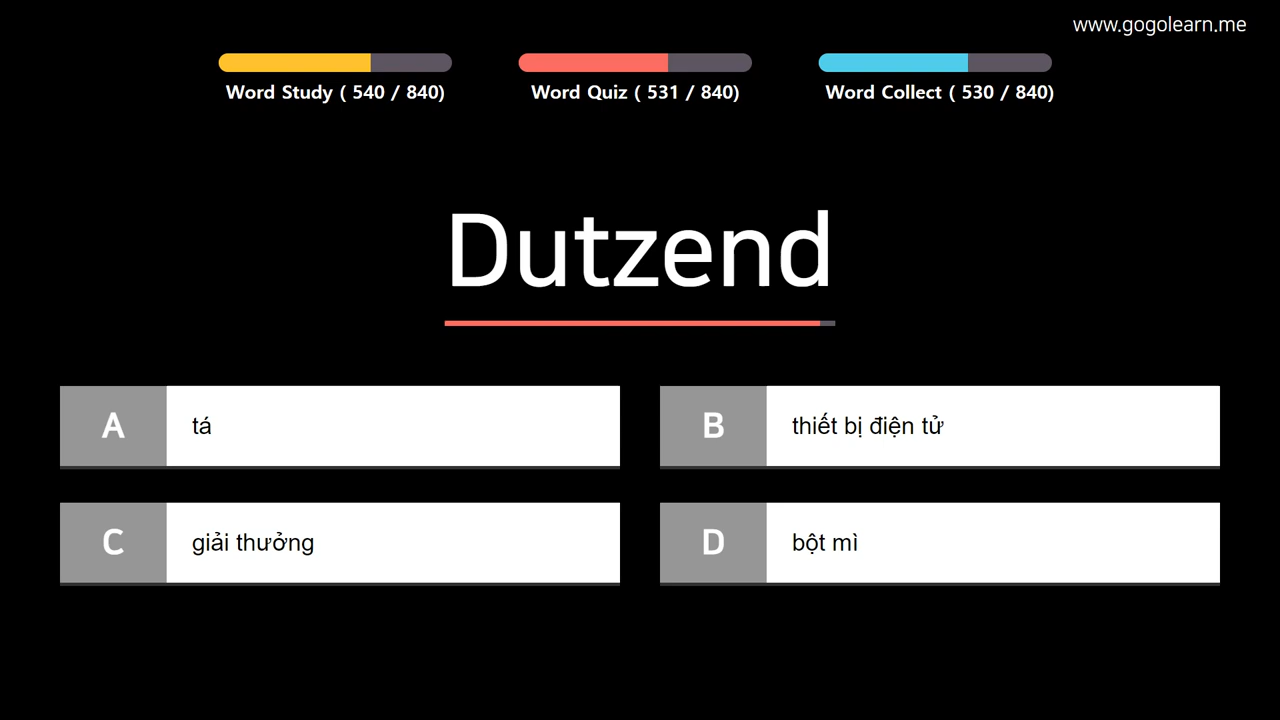 www.gogolearn.me
Word Study ( 540 / 840)
Word Quiz ( 531 / 840)
Word Collect ( 530 / 840)
Dutzend
A tá
B thiết bị điện tử
C giải thưởng
D bột mì